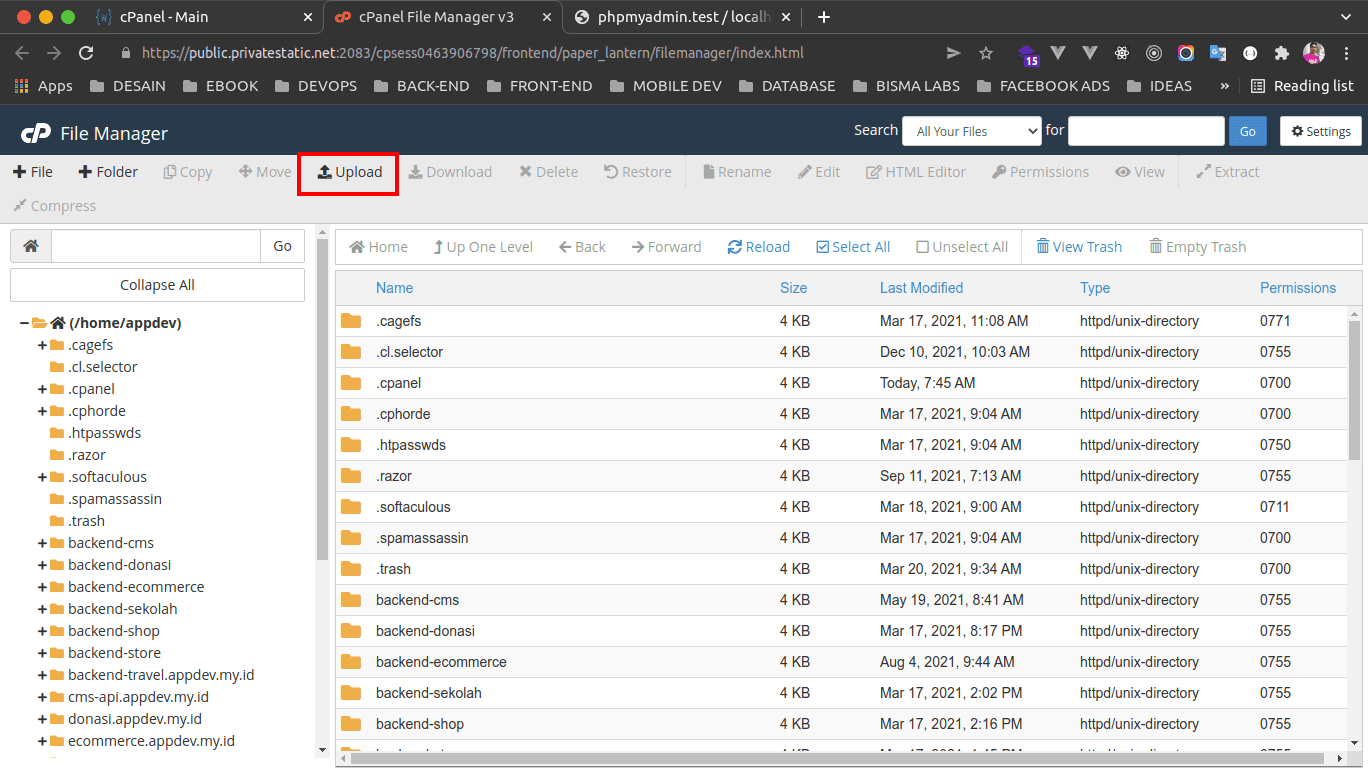 cPanel - Main
cPanel File Manager v3
phpmyadmin.test / localh
https://public.privatestatic.net:2083/cpsess0463906798/frontend/paper_lantern/filemanager/index.html
15
Apps DESAIN EBOOK DEVOPS BACK-END FRONT-END MOBILE DEV DATABASE BISMA LABS FACEBOOK ADS IDEAS » Reading list
cP File Manager
Search All Your Files for Go Settings
File Folder Copy Move Upload Download Delete Restore Rename Edit HTML Editor Permissions View Extract
Compress
Go
Collapse All
(/home/appdev)
.cagefs
.cl.selector
.cpanel
.cphorde
.htpasswds
.razor
.softaculous
.spamassassin
.trash
backend-cms
backend-donasi
backend-ecommerce
backend-sekolah
backend-shop
backend-store
backend-travel.appdev.my.id
cms-api.appdev.my.id
donasi.appdev.my.id
ecommerce.appdev.my.id
Home Up One Level Back Forward Reload Select All Unselect All View Trash Empty Trash
Name Size Last Modified Type Permissions
.cagefs 4 KB Mar 17, 2021, 11:08 AM httpd/unix-directory 0771
.cl.selector 4 KB Dec 10, 2021, 10:03 AM httpd/unix-directory 0755
.cpanel 4 KB Today, 7:45 AM httpd/unix-directory 0700
.cphorde 4 KB Mar 17, 2021, 9:04 AM httpd/unix-directory 0700
.htpasswds 4 KB Mar 17, 2021, 9:04 AM httpd/unix-directory 0750
.razor 4 KB Sep 11, 2021, 7:13 AM httpd/unix-directory 0755
.softaculous 4 KB Mar 18, 2021, 9:00 AM httpd/unix-directory 0711
.spamassassin 4 KB Mar 17, 2021, 9:04 AM httpd/unix-directory 0700
.trash 4 KB Mar 20, 2021, 9:34 AM httpd/unix-directory 0700
backend-cms 4 KB May 19, 2021, 8:41 AM httpd/unix-directory 0755
backend-donasi 4 KB Mar 17, 2021, 8:17 PM httpd/unix-directory 0755
backend-ecommerce 4 KB Aug 4, 2021, 9:44 AM httpd/unix-directory 0755
backend-sekolah 4 KB Mar 17, 2021, 2:02 PM httpd/unix-directory 0755
backend-shop 4 KB Mar 17, 2021, 2:16 PM httpd/unix-directory 0755